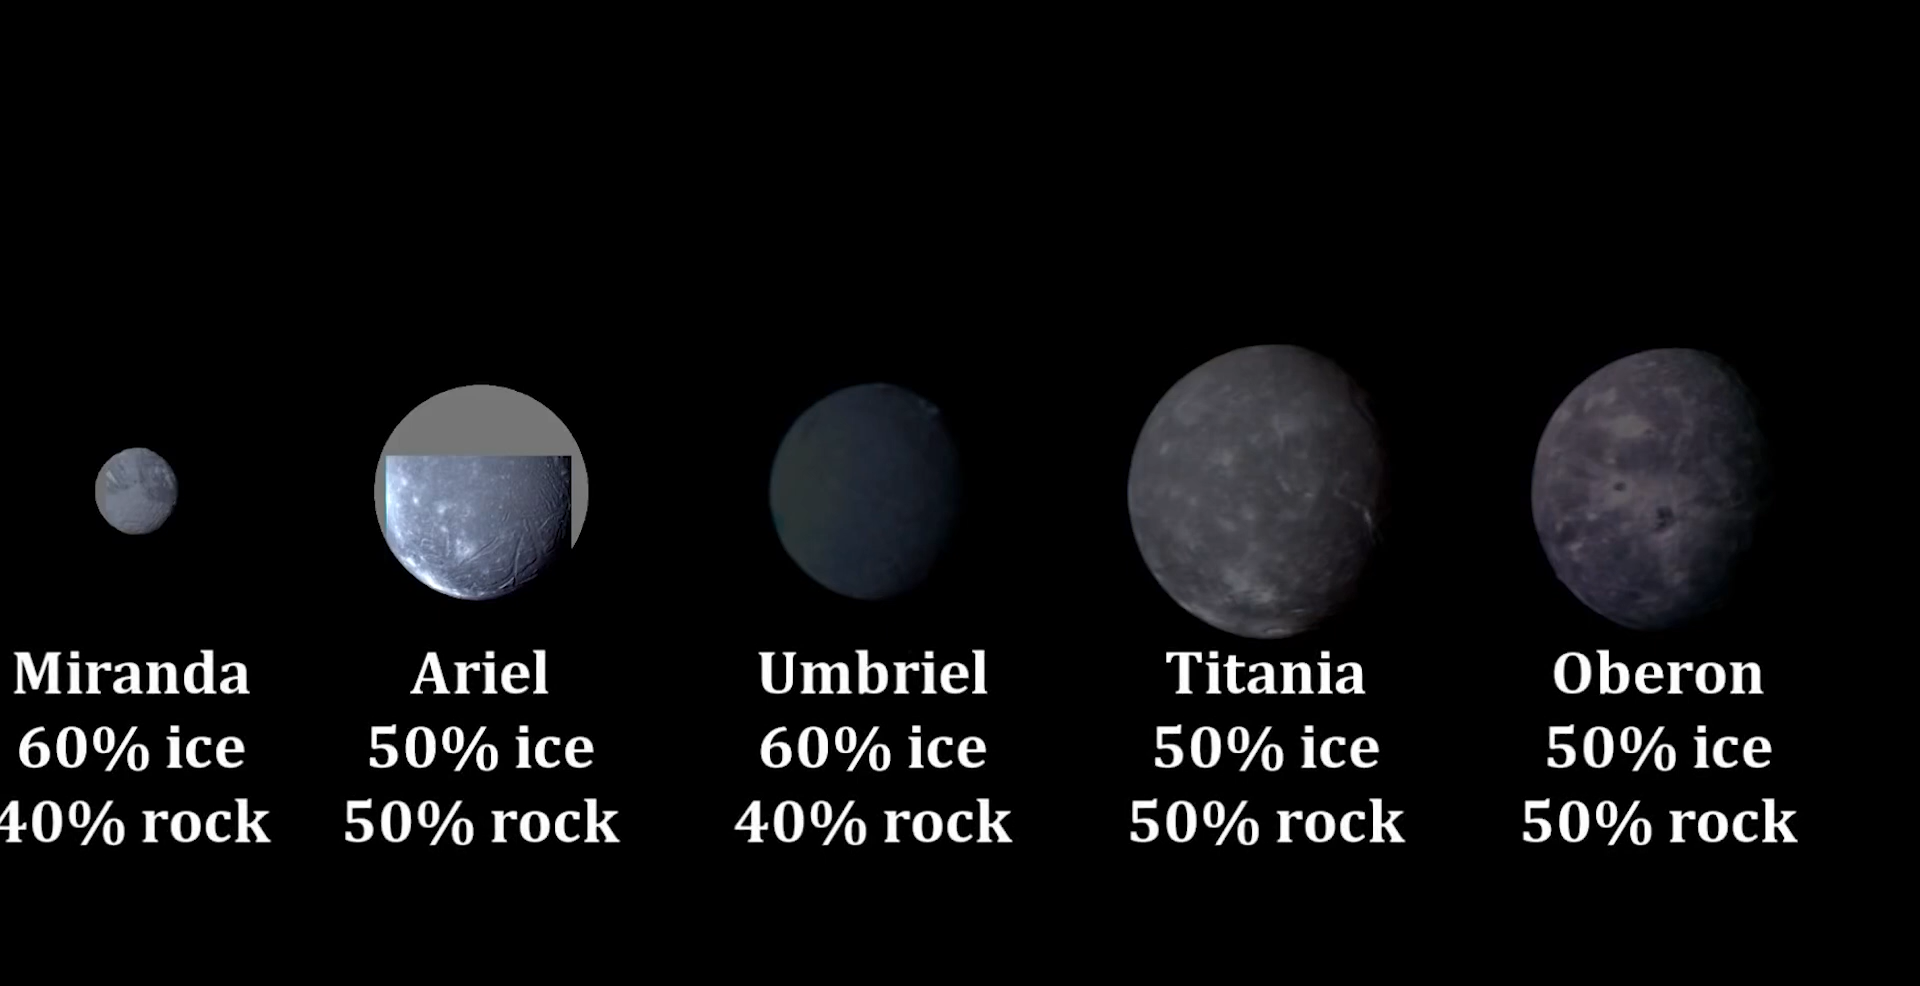 Miranda
60% ice
40% rock
Ariel
50% ice
50% rock
Umbriel
60% ice
40% rock
Titania
50% ice
50% rock
Oberon
50% ice
50% rock